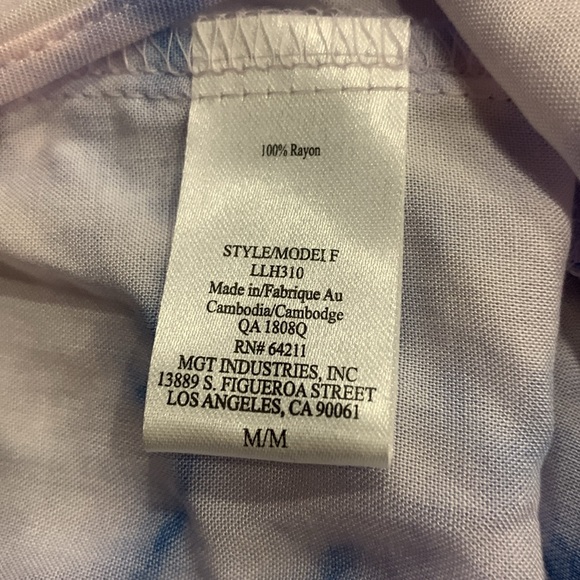 100% Rayon
STYLE/MODEL F
LLH310
Made in/Fabrique Au
Cambodia/Cambodge
QA 1808Q
RN# 64211
MGT INDUSTRIES, INC
13889 S. FIGUEROA STREET
LOS ANGELES, CA 90061
M/M